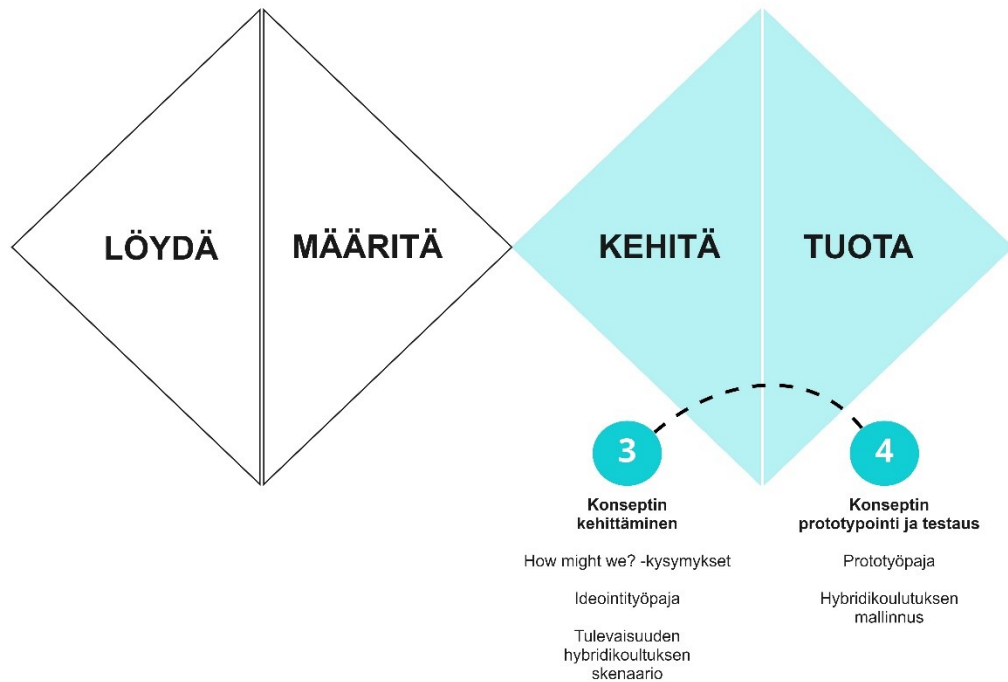 LÖYDÄ
MÄÄRITÄ
KEHITÄ
TUOTA
3
Konseptin
kehittäminen
How might we? -kysymykset
Ideointityöpaja
Tulevaisuuden
hybridikoultuksen
skenaario
4
Konseptin
prototypointi ja testaus
Prototyöpaja
Hybridikoulutuksen
mallinnus